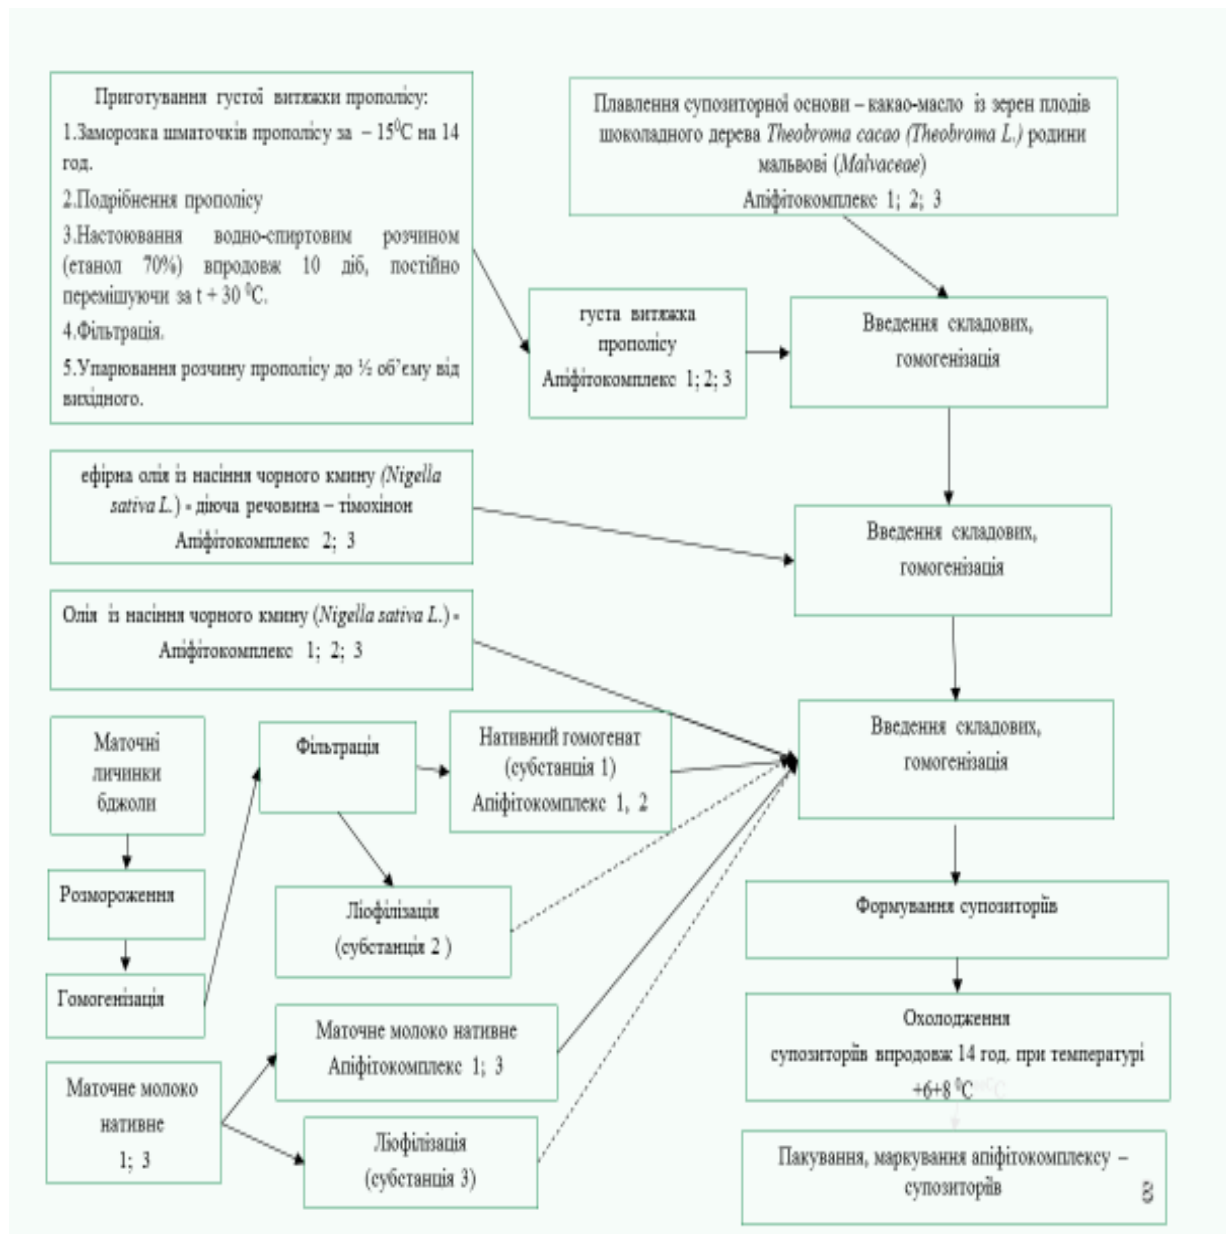 Приготування густої витяжки прополісу:
1.Заморозка шматочків прополісу за – 15⁰С на 14
год.
2.Подрібнення прополісу
3.Настоювання водно-спиртовим розчином
(етанол 70%) впродовж 10 діб, постійно
перемішуючи за t + 30 ⁰С.
4.Фільтрація.
5.Упарювання розчину прополісу до ½ об’ему від
вихідного.
Плавлення супозиторної основи – какао-масло із зерен плодів
шоколадного дерева Theobroma cacao (Theobroma L.) родини
мальвові (Malvaceae)
Апіфітокомплекс 1; 2; 3
густа витяжка
прополісу
Апіфітокомплекс 1; 2; 3
Введення складових,
гомогенізація
ефірна олія із насіння чорного кмину (Nigella
sativa L.) - діюча речовина – тімохінон
Апіфітокомплекс 2; 3
Введення складових,
гомогенізація
Олія із насіння чорного кмину (Nigella sativa L.) -
Апіфітокомплекс 1; 2; 3
Введення складових,
гомогенізація
Маточні
личинки
бджоли
Фільтрація
Нативний гомогенат
(субстанція 1)
Апіфітокомплекс 1, 2
Розмороження
Ліофілізація
(субстанція 2 )
Формування супозиторіїв
Гомогенізація
Маточне молоко нативне
Апіфітокомплекс 1; 3
Охолодження
супозиторіїв впродовж 14 год. при температурі
+6+8 ⁰С
Маточне молоко
нативне
1; 3
Ліофілізація
(субстанція 3)
Пакування, маркування апіфітокомплексу –
супозиторіїв
8